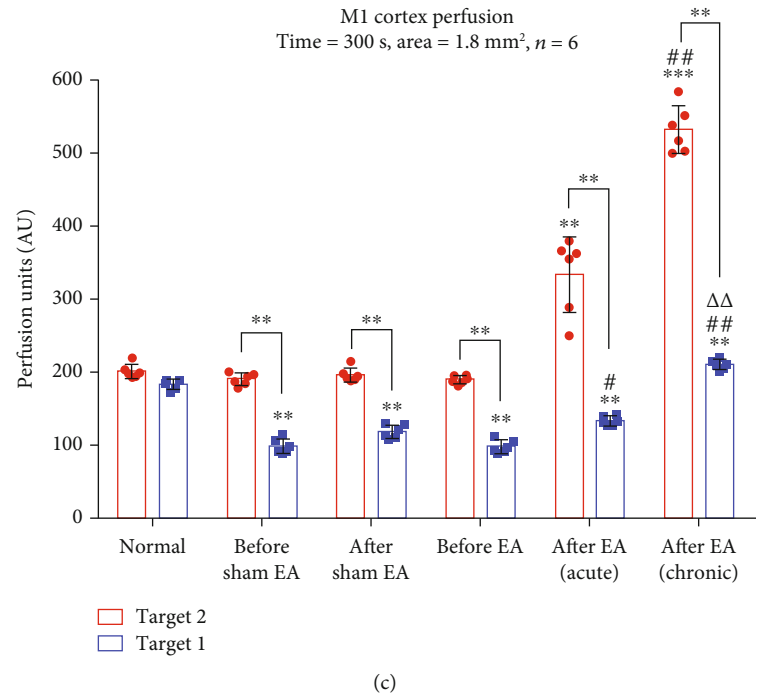 M1 cortex perfusion
Time = 300 s, area = 1.8 mm², n = 6
Perfusion units (AU)
600
500
400
300
200
100
0
**
**
**
**
**
**
**
**
#
**
**
##
***
ΔΔ
##
**
Normal
Before
sham EA
After
sham EA
Before EA
After EA
(acute)
After EA
(chronic)
Target 2
Target 1
(c)